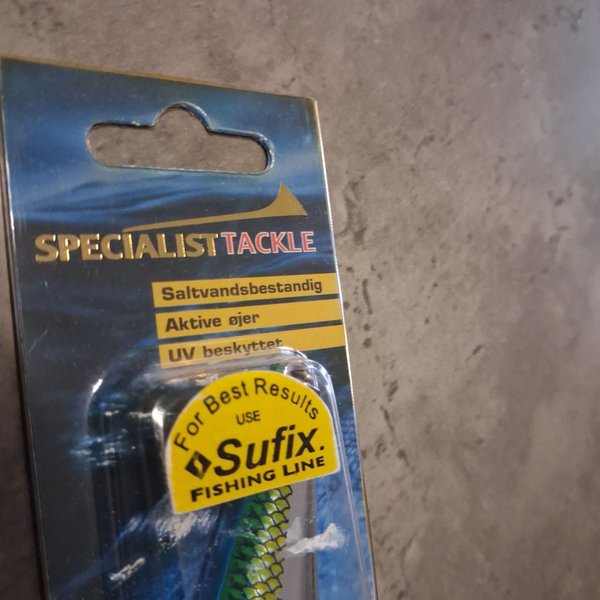 SPECIALIST TACKLE
Saltvandsbestandig
Aktive øjer
UV beskyttet
For Best Results
USE
Sufix.
FISHING LINE